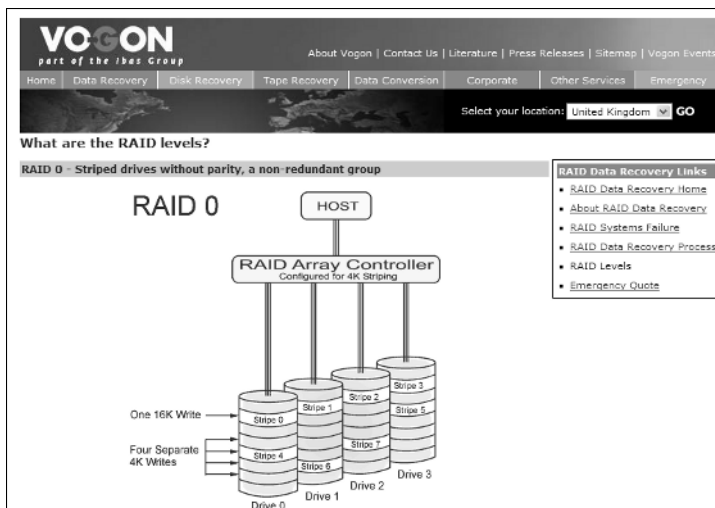 VOGON
part of the Ibas Group
About Vogon | Contact Us | Literature | Press Releases | Sitemap | Vogon Events
Home Data Recovery Disk Recovery Tape Recovery Data Conversion Corporate Other Services Emergency
Select your location: United Kingdom GO
What are the RAID levels?
RAID 0 - Striped drives without parity, a non-redundant group
RAID 0
HOST
RAID Array Controller
Configured for 4K Striping
One 16K Write
Four Separate
4K Writes
Stripe 0
Stripe 4
Drive 0
Stripe 1
Stripe 6
Drive 1
Stripe 2
Stripe 7
Drive 2
Stripe 3
Stripe 5
Drive 3
RAID Data Recovery Links
RAID Data Recovery Home
About RAID Data Recovery
RAID Systems Failure
RAID Data Recovery Process
RAID Levels
Emergency Quote